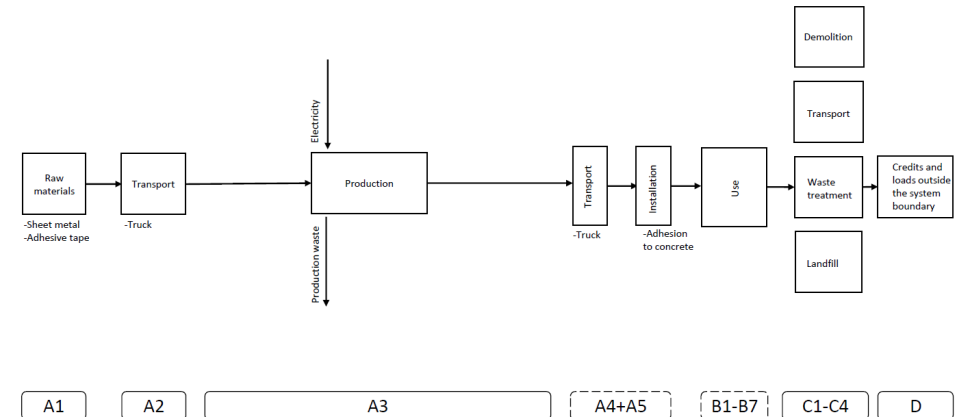 Demolition
Transport
Electricity
Raw
materials
Transport
Production
Transport
Installation
Use
Waste
treatment
Credits and
loads outside
the system
boundary
-Sheet metal
-Adhesive tape
-Truck
-Truck
-Adhesion
to concrete
Production waste
Landfill
A1
A2
A3
A4+A5
B1-B7
C1-C4
D